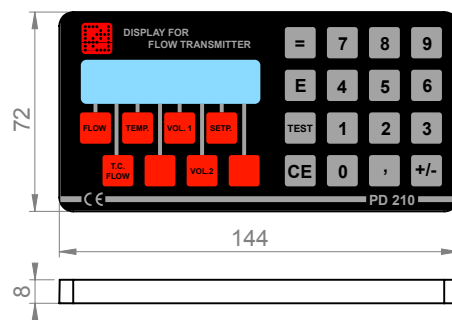 DISPLAY FOR
FLOW TRANSMITTER
= 7 8 9
E 4 5 6
FLOW TEMP. VOL. 1 SETP.
TEST 1 2 3
T.C.
FLOW VOL.2
CE 0 , +/-
CE PD 210
72
144
8